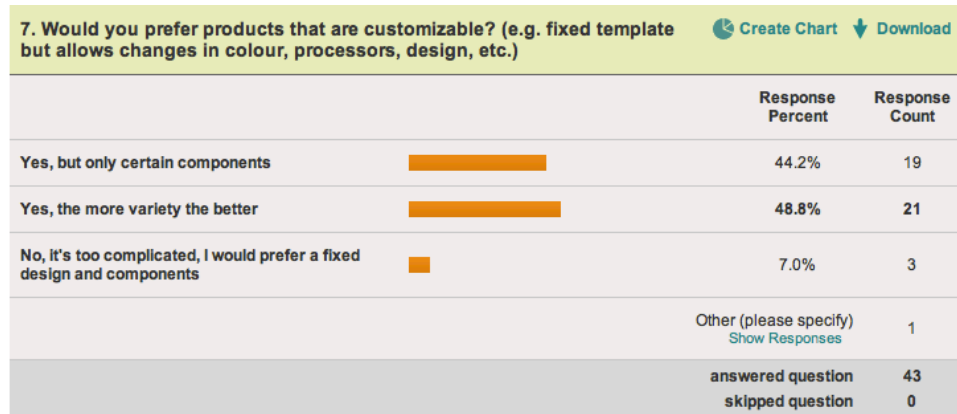 7. Would you prefer products that are customizable? (e.g. fixed template
but allows changes in colour, processors, design, etc.)
Create Chart Download
Response
Percent
Response
Count
Yes, but only certain components 44.2% 19
Yes, the more variety the better 48.8% 21
No, it's too complicated, I would prefer a fixed
design and components 7.0% 3
Other (please specify)
Show Responses 1
answered question 43
skipped question 0